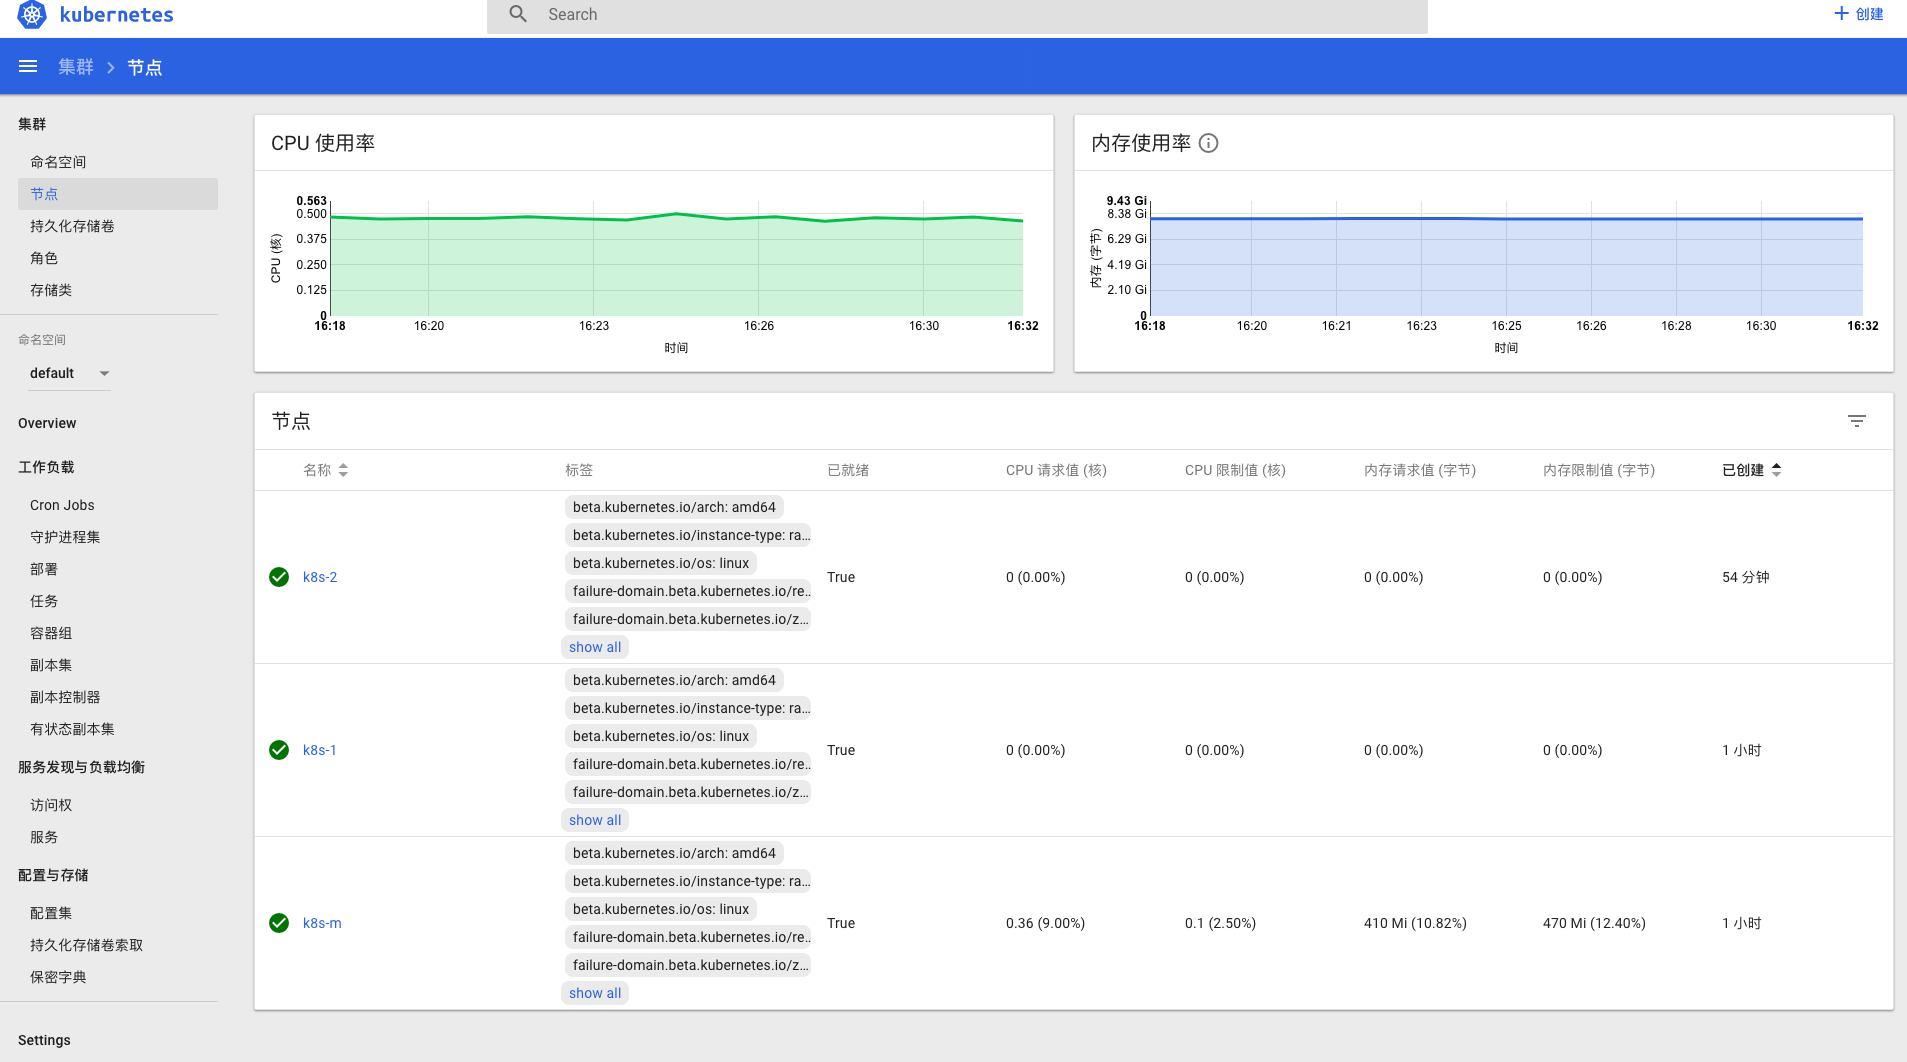 kubernetes
Search
创建
集群
节点
集群
命名空间
节点
持久化存储卷
角色
存储类
命名空间
default
Overview
工作负载
Cron Jobs
守护进程集
部署
任务
容器组
副本集
副本控制器
有状态副本集
服务发现与负载均衡
访问权
服务
配置与存储
配置集
持久化存储卷索取
保密字典
Settings
CPU 使用率
CPU (核)
0.563
0.500
0.375
0.250
0.125
0
16:18 16:20 16:23 16:26 16:30 16:32
时间
内存使用率
内存 (字节)
9.43 Gi
8.38 Gi
6.29 Gi
4.19 Gi
2.10 Gi
0
16:18 16:20 16:21 16:23 16:25 16:26 16:28 16:30 16:32
时间
节点
名称 标签 已就绪 CPU 请求值 (核) CPU 限制值 (核) 内存请求值 (字节) 内存限制值 (字节) 已创建
beta.kubernetes.io/arch: amd64
beta.kubernetes.io/instance-type: ra...
beta.kubernetes.io/os: linux
k8s-2 True 0 (0.00%) 0 (0.00%) 0 (0.00%) 0 (0.00%) 54 分钟
failure-domain.beta.kubernetes.io/re...
failure-domain.beta.kubernetes.io/z...
show all
beta.kubernetes.io/arch: amd64
beta.kubernetes.io/instance-type: ra...
beta.kubernetes.io/os: linux
k8s-1 True 0 (0.00%) 0 (0.00%) 0 (0.00%) 0 (0.00%) 1 小时
failure-domain.beta.kubernetes.io/re...
failure-domain.beta.kubernetes.io/z...
show all
beta.kubernetes.io/arch: amd64
beta.kubernetes.io/instance-type: ra...
beta.kubernetes.io/os: linux
k8s-m True 0.36 (9.00%) 0.1 (2.50%) 410 Mi (10.82%) 470 Mi (12.40%) 1 小时
failure-domain.beta.kubernetes.io/re...
failure-domain.beta.kubernetes.io/z...
show all